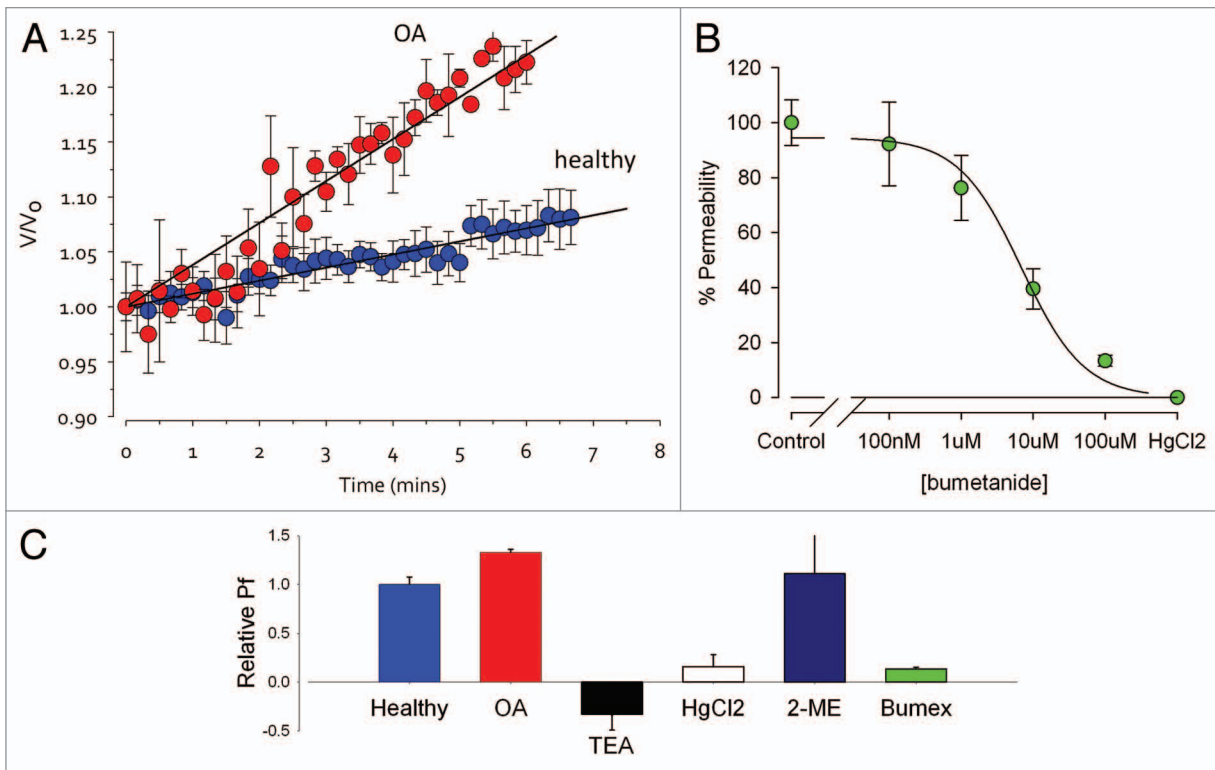 A
OA
healthy
V/Vo
1.25
1.20
1.15
1.10
1.05
1.00
0.95
0.90
0 1 2 3 4 5 6 7 8
Time (mins)
B
% Permeability
120
100
80
60
40
20
0
Control 100nM 1uM 10uM 100uM HgCl2
[bumetanide]
C
Relative Pf
1.5
1.0
0.5
0.0
-0.5
Healthy OA TEA HgCl2 2-ME Bumex